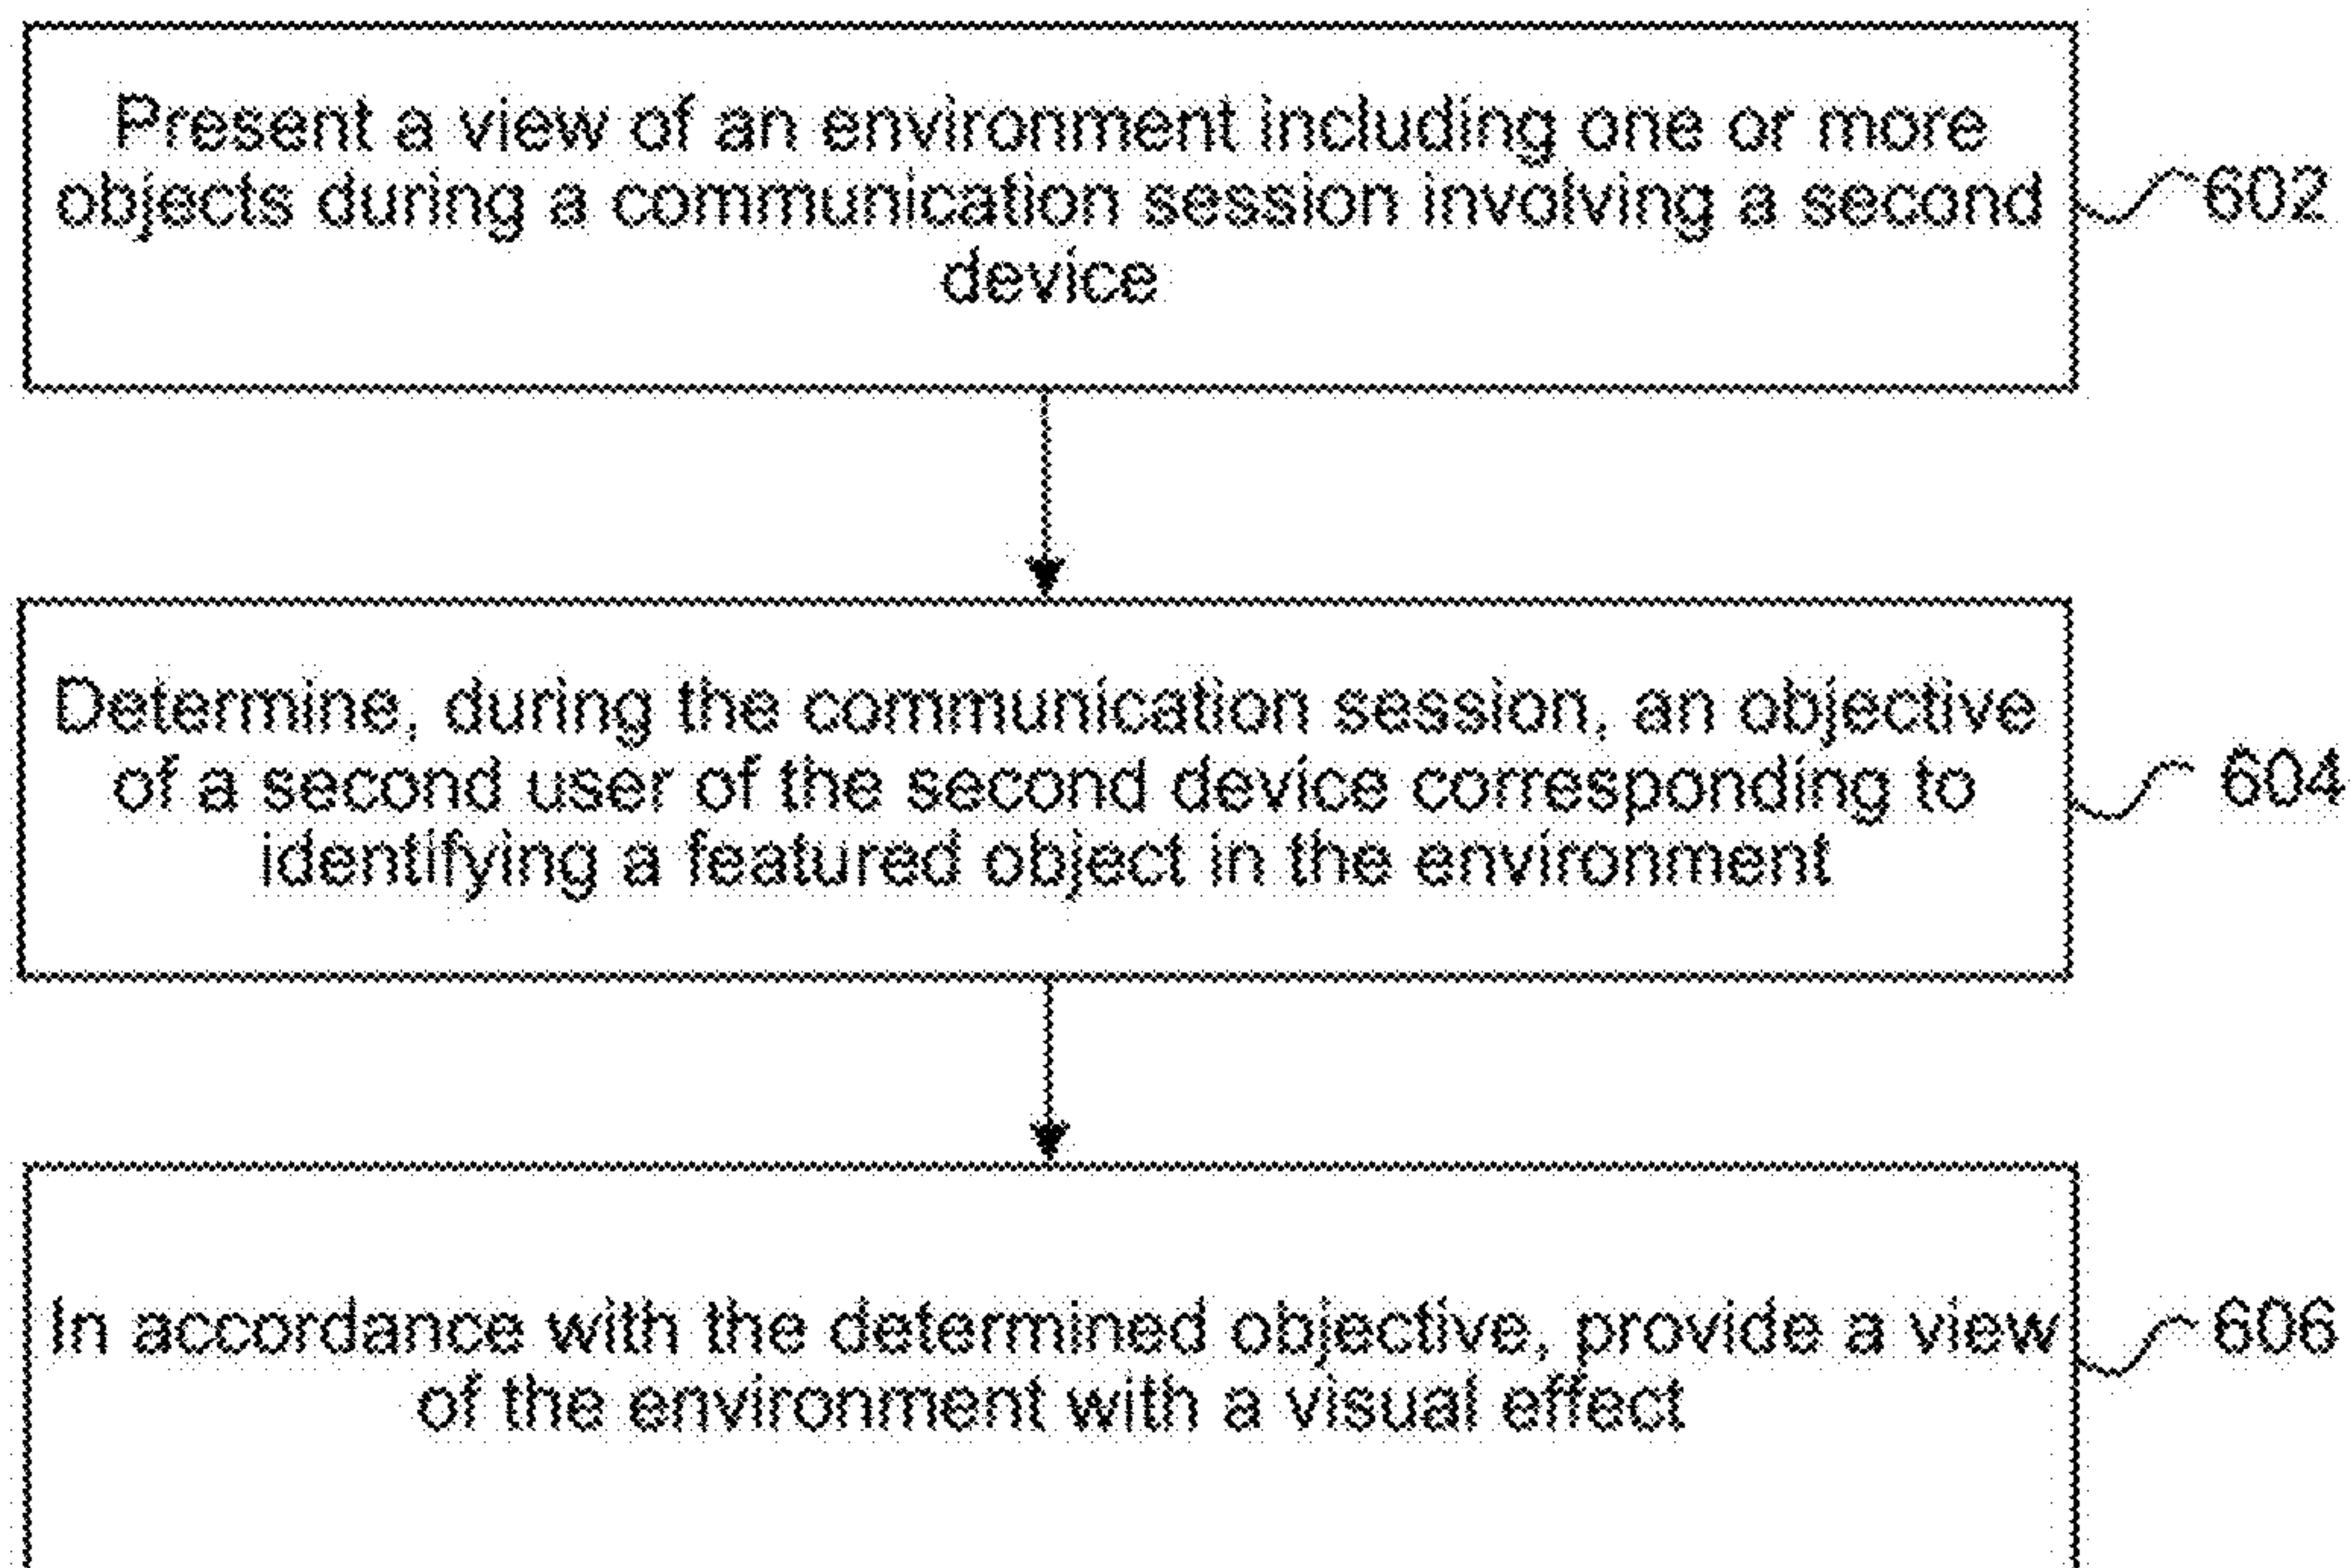 Present a view of an environment including one or more
objects during a communication session involving a second
device
602
Determine, during the communication session, an objective
of a second user of the second device corresponding to
identifying a featured object in the environment
604
In accordance with the determined objective, provide a view
of the environment with a visual effect
606